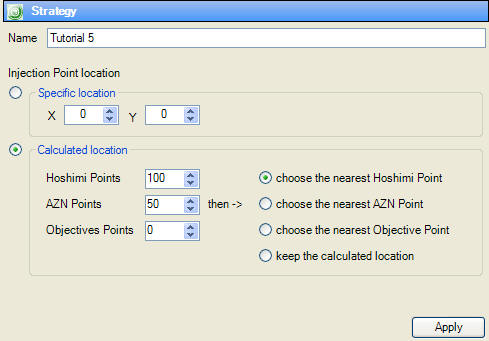 Strategy
Name Tutorial 5
Injection Point location
Specific location
X 0 Y 0
Calculated location
Hoshimi Points 100 choose the nearest Hoshimi Point
AZN Points 50 then -> choose the nearest AZN Point
Objectives Points 0 choose the nearest Objective Point
keep the calculated location
Apply